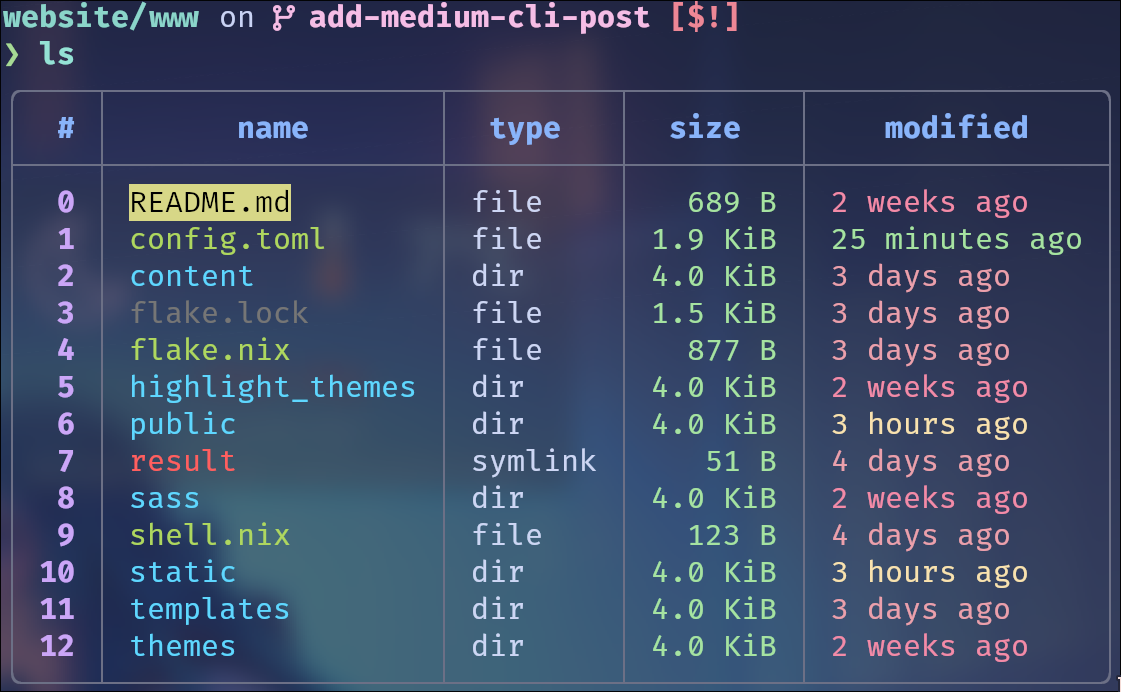 website/www on add-medium-cli-post [$!]
❯ ls
# name type size modified
0 README.md file 689 B 2 weeks ago
1 config.toml file 1.9 KiB 25 minutes ago
2 content dir 4.0 KiB 3 days ago
3 flake.lock file 1.5 KiB 3 days ago
4 flake.nix file 877 B 3 days ago
5 highlight_themes dir 4.0 KiB 2 weeks ago
6 public dir 4.0 KiB 3 hours ago
7 result symlink 51 B 4 days ago
8 sass dir 4.0 KiB 2 weeks ago
9 shell.nix file 123 B 4 days ago
10 static dir 4.0 KiB 3 hours ago
11 templates dir 4.0 KiB 3 days ago
12 themes dir 4.0 KiB 2 weeks ago